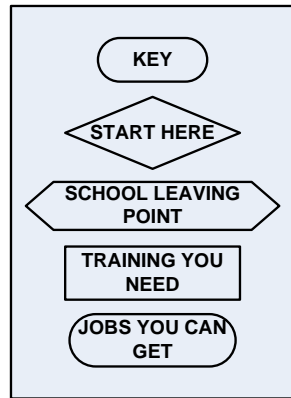 KEY
START HERE
SCHOOL LEAVING
POINT
TRAINING YOU
NEED
JOBS YOU CAN
GET